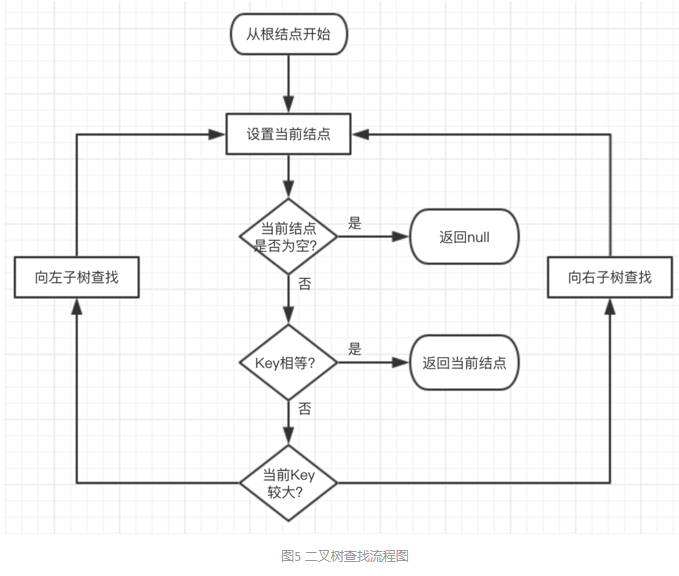 从根结点开始
设置当前结点
当前结点
是否为空?
是
返回null
向左子树查找
向右子树查找
否
Key相等?
是
返回当前结点
否
当前Key
较大?
图5 二叉树查找流程图